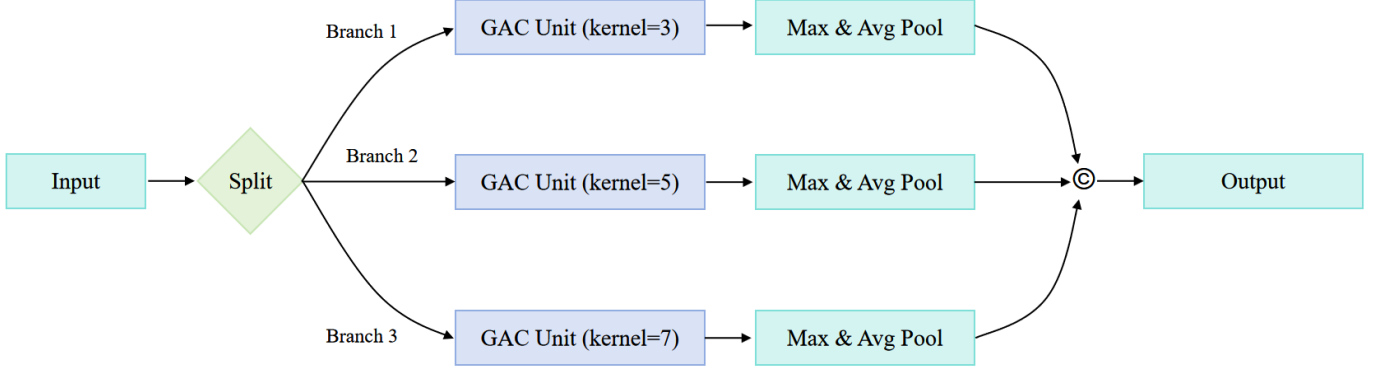 Branch 1
GAC Unit (kernel=3)
Max & Avg Pool
Input
Split
Branch 2
GAC Unit (kernel=5)
Max & Avg Pool
©
Output
Branch 3
GAC Unit (kernel=7)
Max & Avg Pool